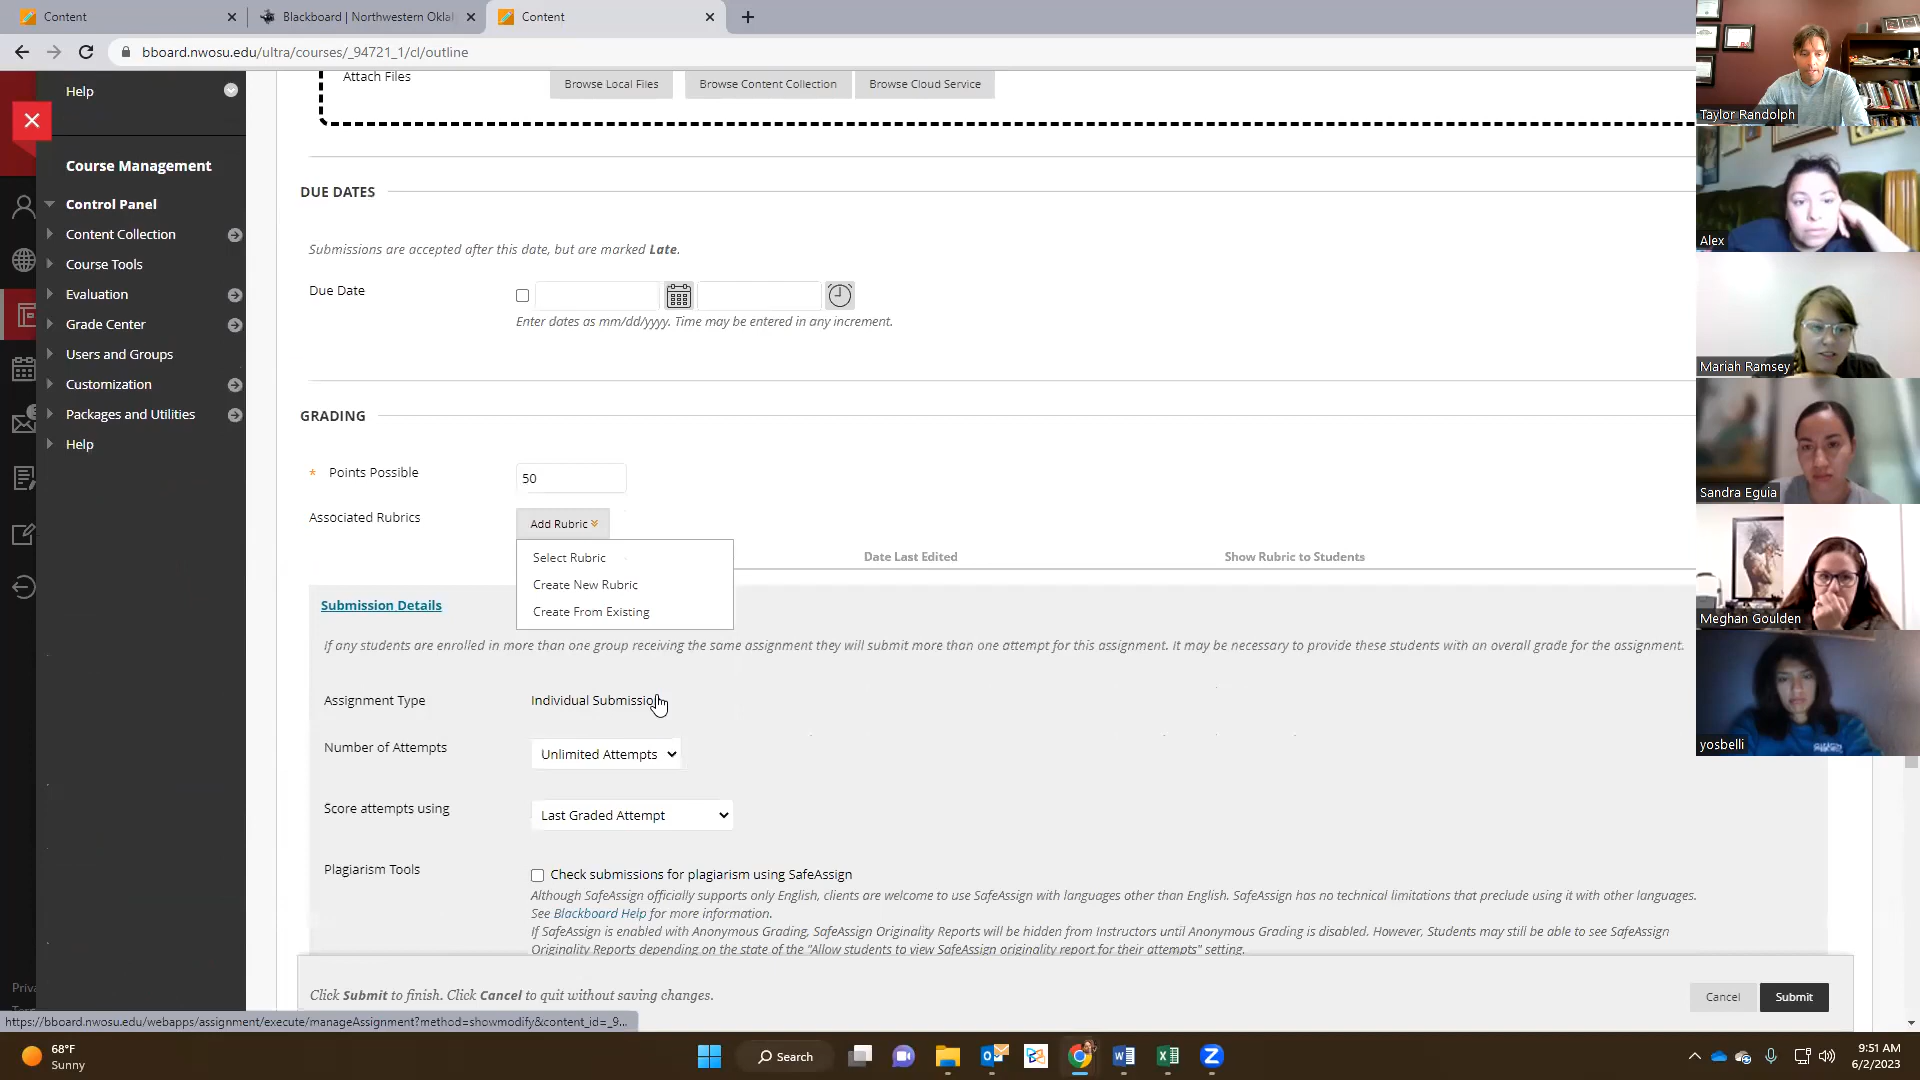 Content
Blackboard | Northwestern Okla
Content
bboard.nwosu.edu/ultra/courses/_94721_1/cl/outline
Help
Course Management
Control Panel
Content Collection
Course Tools
Evaluation
Grade Center
Users and Groups
Customization
Packages and Utilities
Help
Attach Files
Browse Local Files
Browse Content Collection
Browse Cloud Service
DUE DATES
Submissions are accepted after this date, but are marked Late.
Due Date
Enter dates as mm/dd/yyyy. Time may be entered in any increment.
GRADING
* Points Possible
50
Associated Rubrics
Add Rubric
Select Rubric
Create New Rubric
Create From Existing
Date Last Edited
Show Rubric to Students
Submission Details
If any students are enrolled in more than one group receiving the same assignment they will submit more than one attempt for this assignment. It may be necessary to provide these students with an overall grade for the assignment.
Assignment Type
Individual Submission
Number of Attempts
Unlimited Attempts
Score attempts using
Last Graded Attempt
Plagiarism Tools
Check submissions for plagiarism using SafeAssign
Although SafeAssign officially supports only English, clients are welcome to use SafeAssign with languages other than English. SafeAssign has no technical limitations that preclude using it with other languages.
See Blackboard Help for more information.
If SafeAssign is enabled with Anonymous Grading, SafeAssign Originality Reports will be hidden from Instructors until Anonymous Grading is disabled. However, Students may still be able to see SafeAssign
Originality Reports depending on the state of the "Allow students to view SafeAssign originality report for their attempts" setting.
Click Submit to finish. Click Cancel to quit without saving changes.
Cancel
Submit
Priva
https://bboard.nwosu.edu/webapps/assignment/execute/manageAssignment?method=showmodify&content_id=_9...
Taylor Randolph
Alex
Mariah Ramsey
Sandra Eguia
Meghan Goulden
yosbelli
68°F
Sunny
Search
9:51 AM
6/2/2023